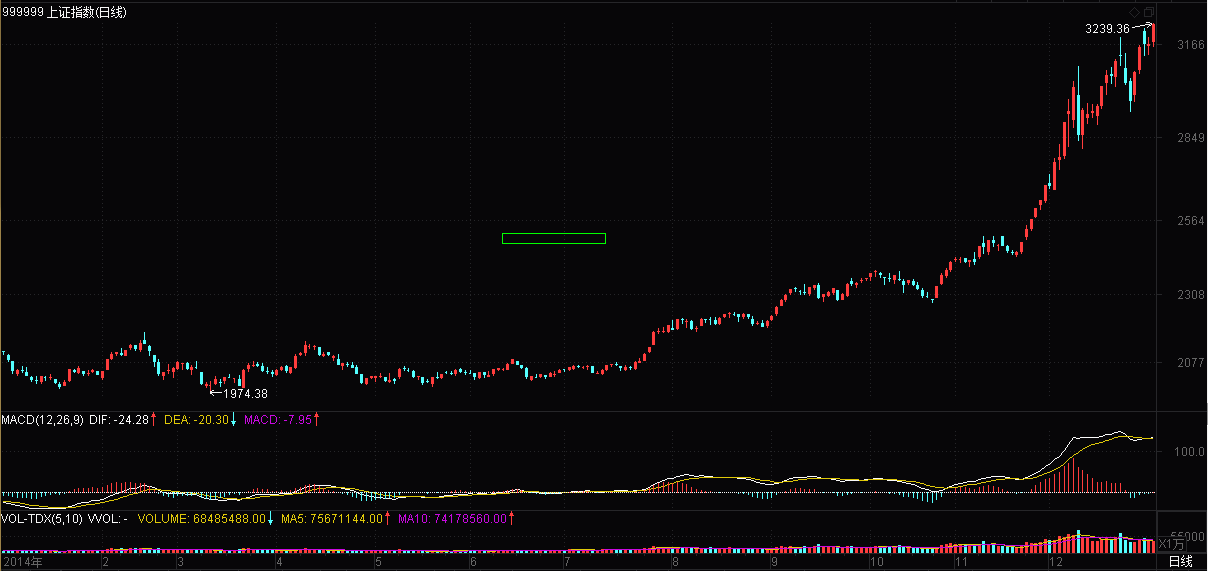 999999 上证指数(日线)
3239.36
3166
2849
2564
2308
2077
1974.38
MACD(12,26,9) DIF: -24.28↑ DEA: -20.30↓ MACD: -7.95↑
100.0
VOL-TDX(5,10) VVOL: - VOLUME: 68485488.00↓ MA5: 75671144.00↑ MA10: 74178560.00↑
X1万
2014年 2 3 4 5 6 7 8 9 10 11 12 日线